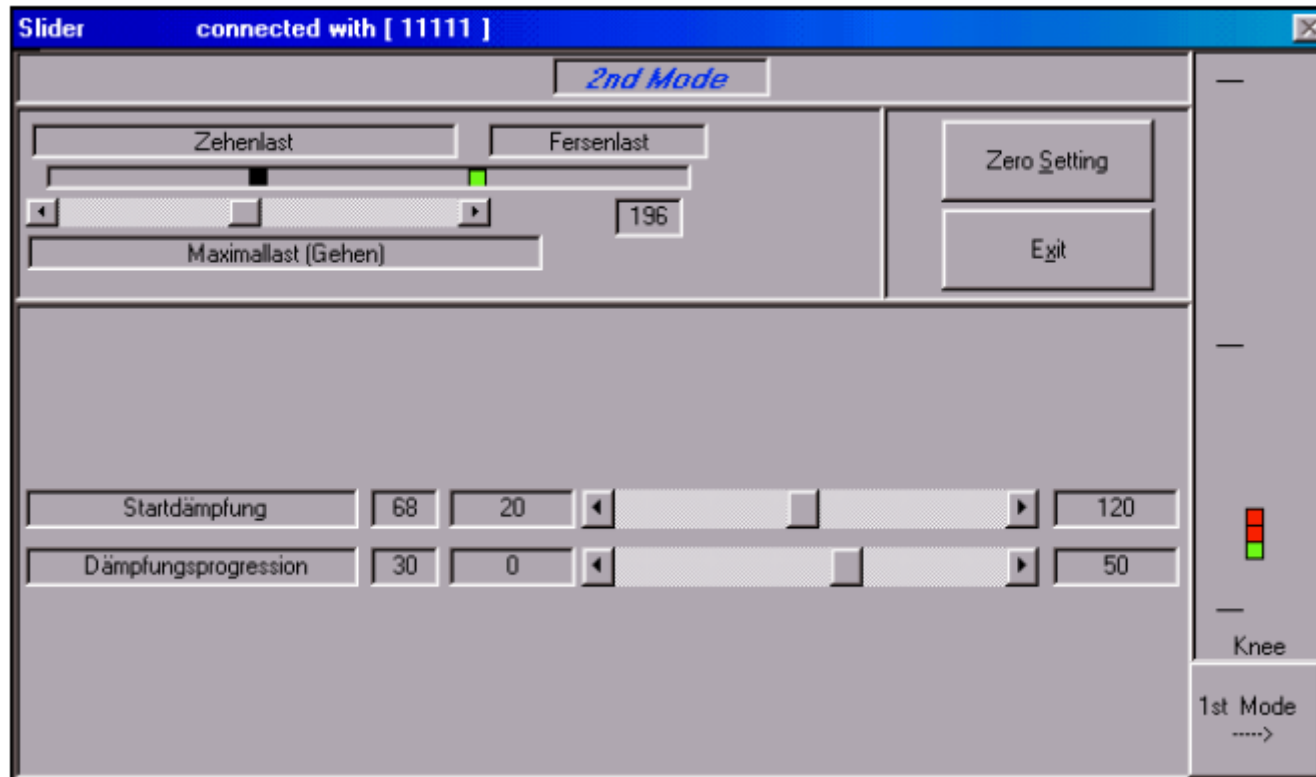 Slider connected with [ 11111 ]
2nd Mode
Zehenlast Fersenlast
196
Maximallast (Gehen)
Zero Setting
Exit
Startdämpfung 68 20 120
Dämpfungsprogression 30 0 50
Knee
1st Mode
----->